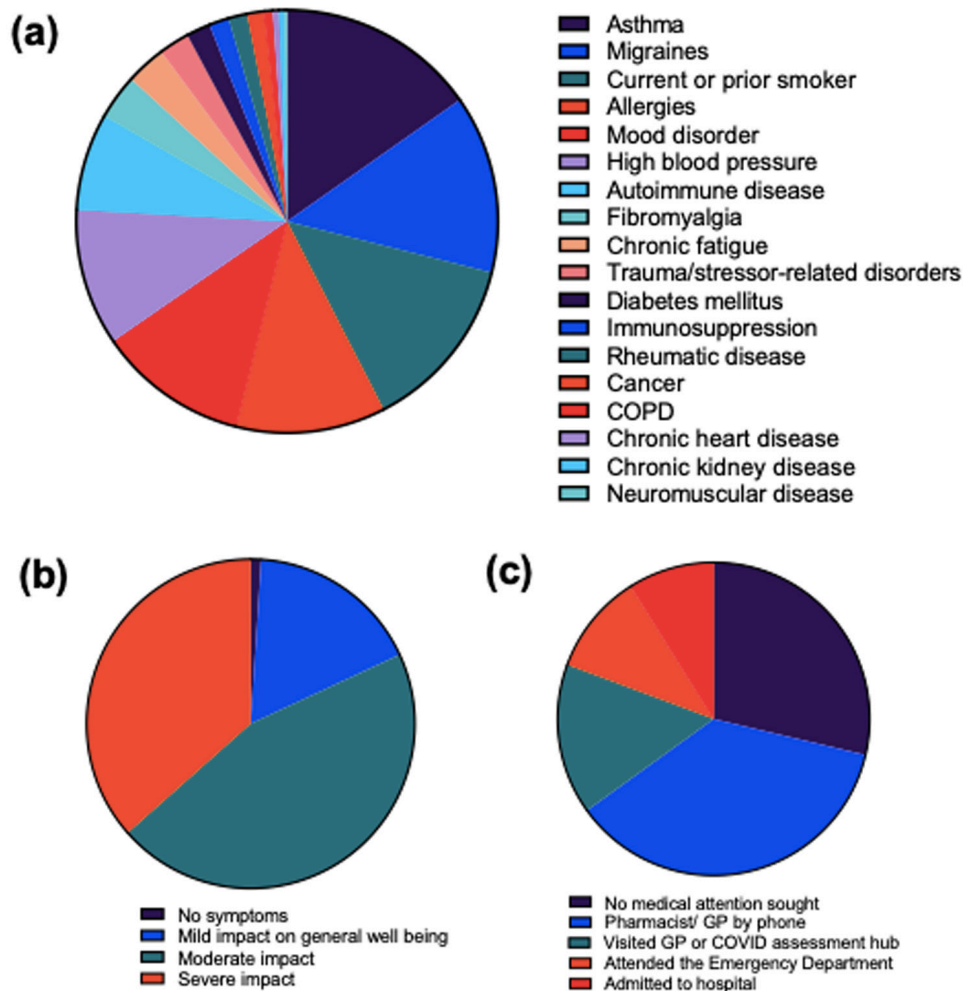 (a)
Asthma
Migraines
Current or prior smoker
Allergies
Mood disorder
High blood pressure
Autoimmune disease
Fibromyalgia
Chronic fatigue
Trauma/stressor-related disorders
Diabetes mellitus
Immunosuppression
Rheumatic disease
Cancer
COPD
Chronic heart disease
Chronic kidney disease
Neuromuscular disease
(b)
No symptoms
Mild impact on general well being
Moderate impact
Severe impact
(c)
No medical attention sought
Pharmacist/ GP by phone
Visited GP or COVID assessment hub
Attended the Emergency Department
Admitted to hospital